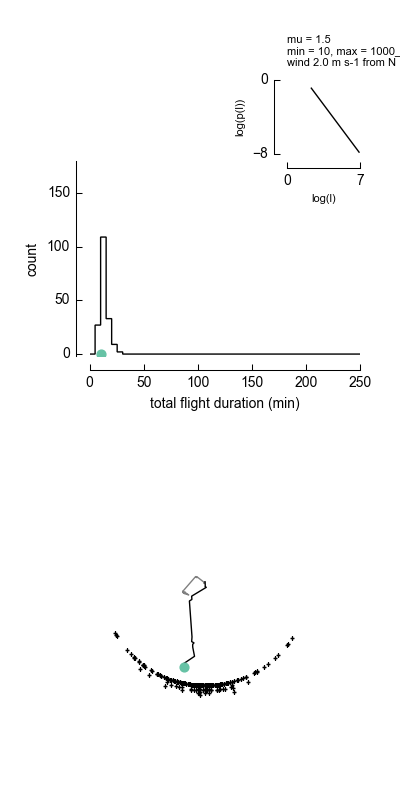 mu = 1.5
min = 10, max = 1000_
wind 2.0 m s-1 from N
0
log(p(l))
−8
0
7
log(l)
150
100
50
0
count
0
50
100
150
200
250
total flight duration (min)